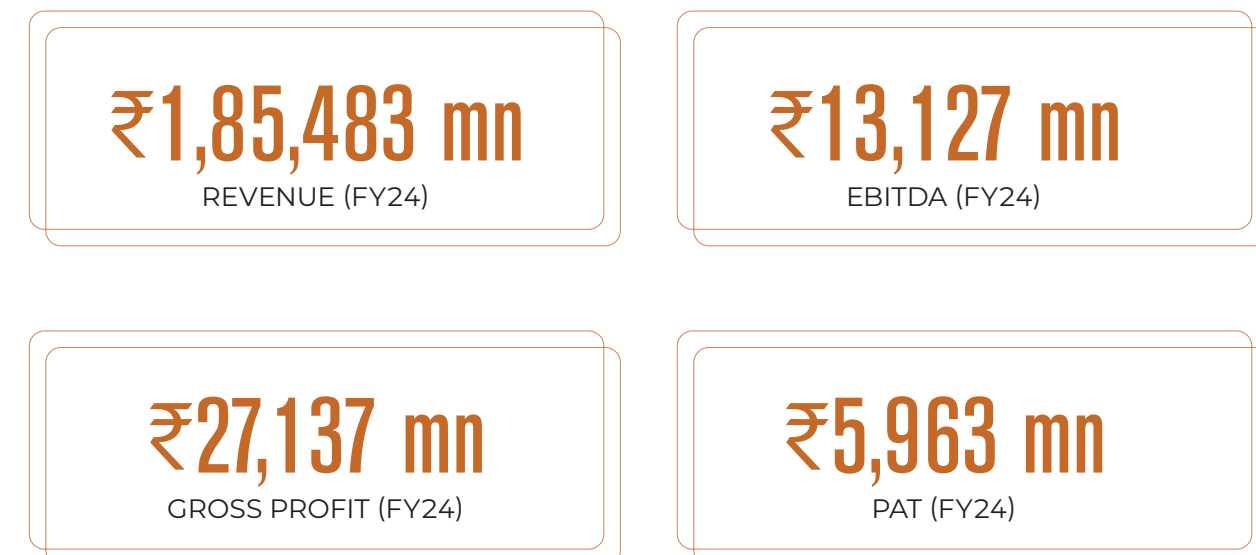 ₹1,85,483 mn
REVENUE (FY24)
₹13,127 mn
EBITDA (FY24)
₹27,137 mn
GROSS PROFIT (FY24)
₹5,963 mn
PAT (FY24)